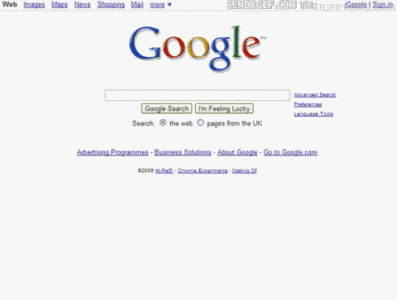 Web Images Maps News Shopping Mail more ▼ SENORGIF.COM via: iGoogle | Sign in
Google™
Advanced Search
Preferences
Language Tools
Google Search I'm Feeling Lucky
Search: the web pages from the UK
Advertising Programmes - Business Solutions - About Google - Go to Google.com
©2009 - Chrome Experiments - Making Of